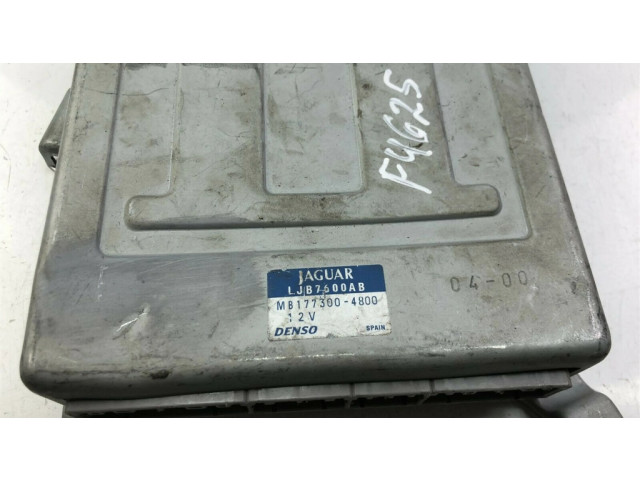 F4G25
JAGUAR
LJB7600AB
MB177300-4800
12V
DENSO SPAIN
04-00